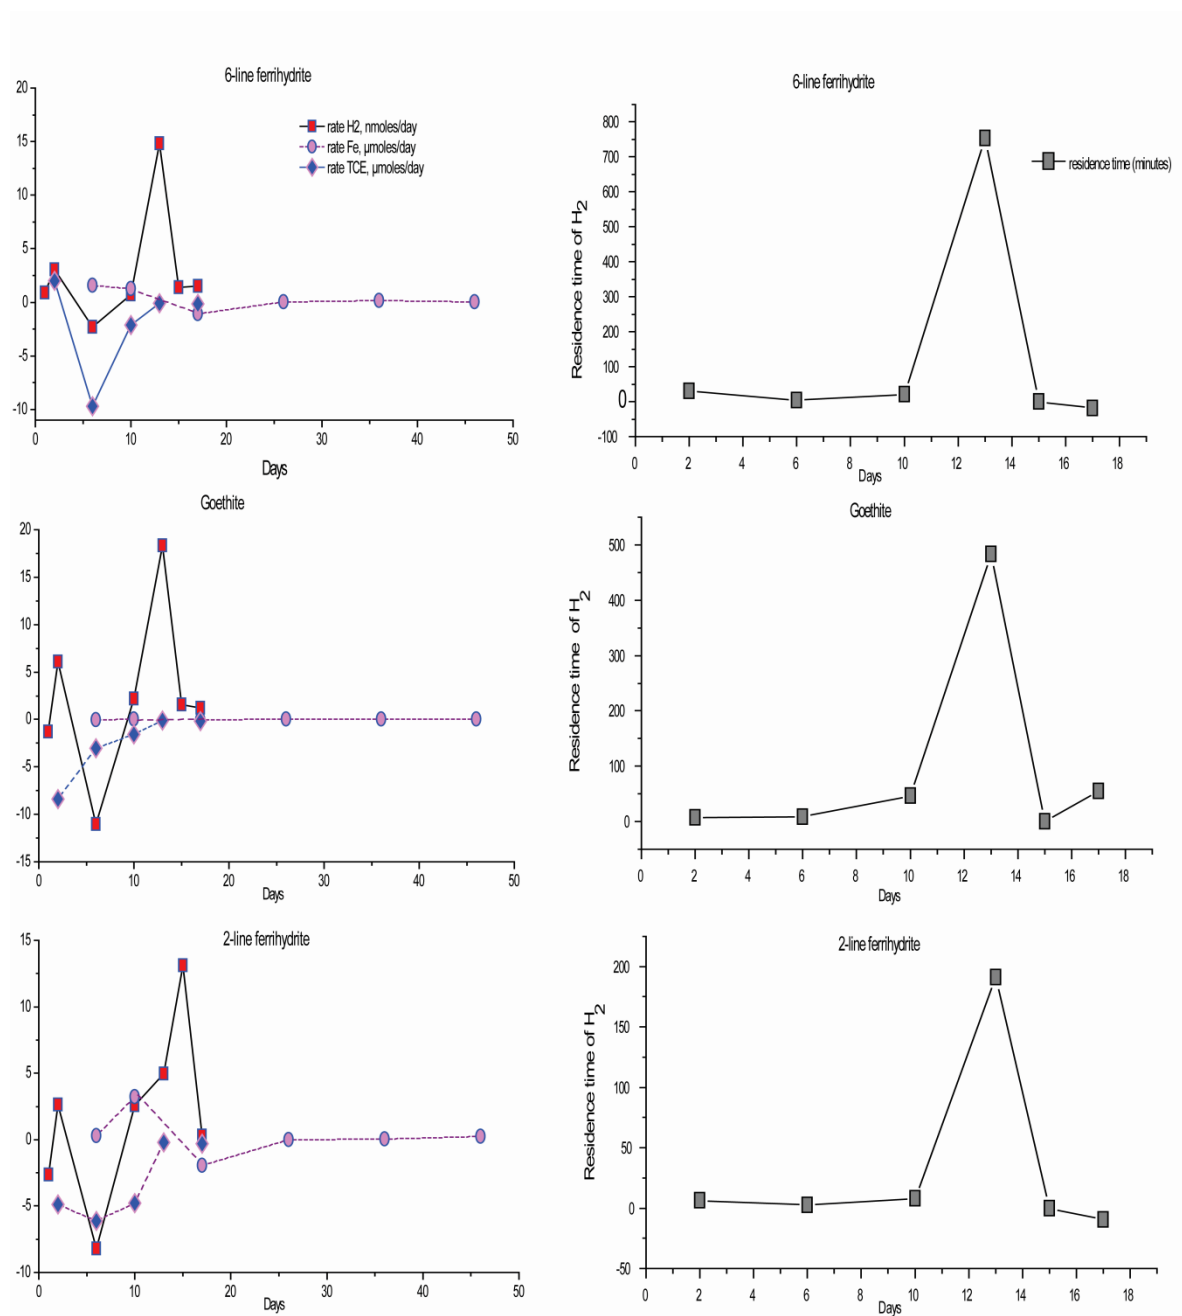 6-line ferrihydrite
20
15
10
5
0
-5
-10
rate H2, nmoles/day
rate Fe, µmoles/day
rate TCE, µmoles/day
0 10 20 30 40 50
Days
6-line ferrihydrite
Residence time of H2
800
700
600
500
400
300
200
100
0
-100
residence time (minutes)
0 2 4 6 8 10 12 14 16 18
Days
Goethite
20
15
10
5
0
-5
-10
-15
0 10 20 30 40 50
Days
Goethite
Residence time of H2
500
400
300
200
100
0
0 2 4 6 8 10 12 14 16 18
Days
2-line ferrihydrite
15
10
5
0
-5
-10
0 10 20 30 40 50
Days
2-line ferrihydrite
Residence time of H2
200
150
100
50
0
-50
0 2 4 6 8 10 12 14 16 18
Days